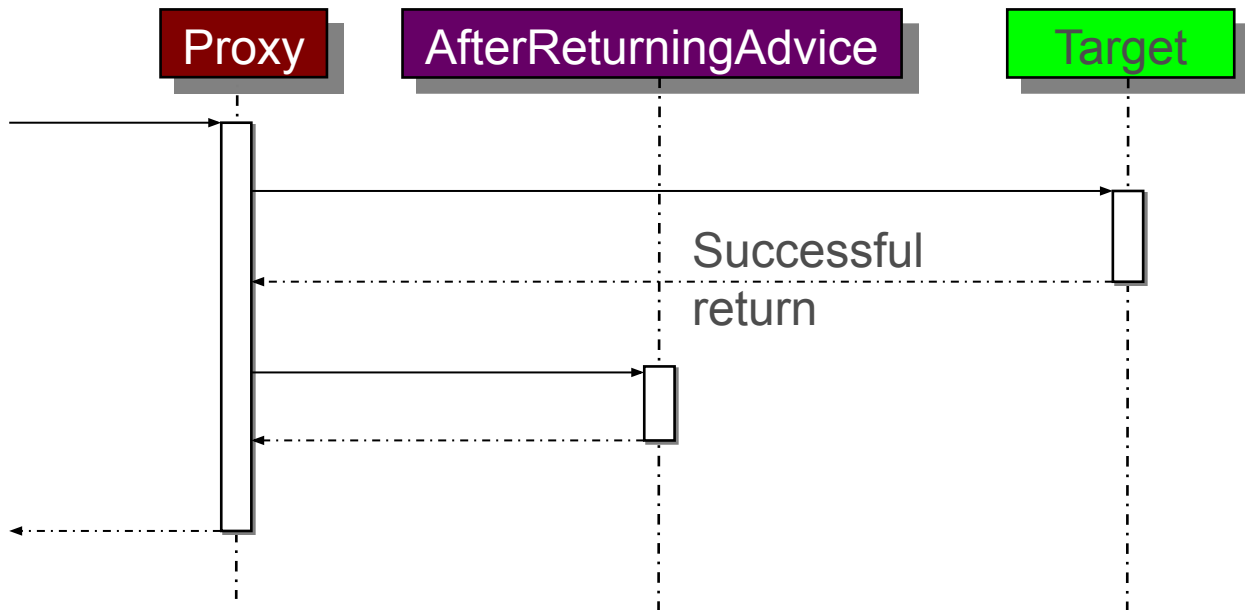 Proxy
AfterReturningAdvice
Target
Successful
return